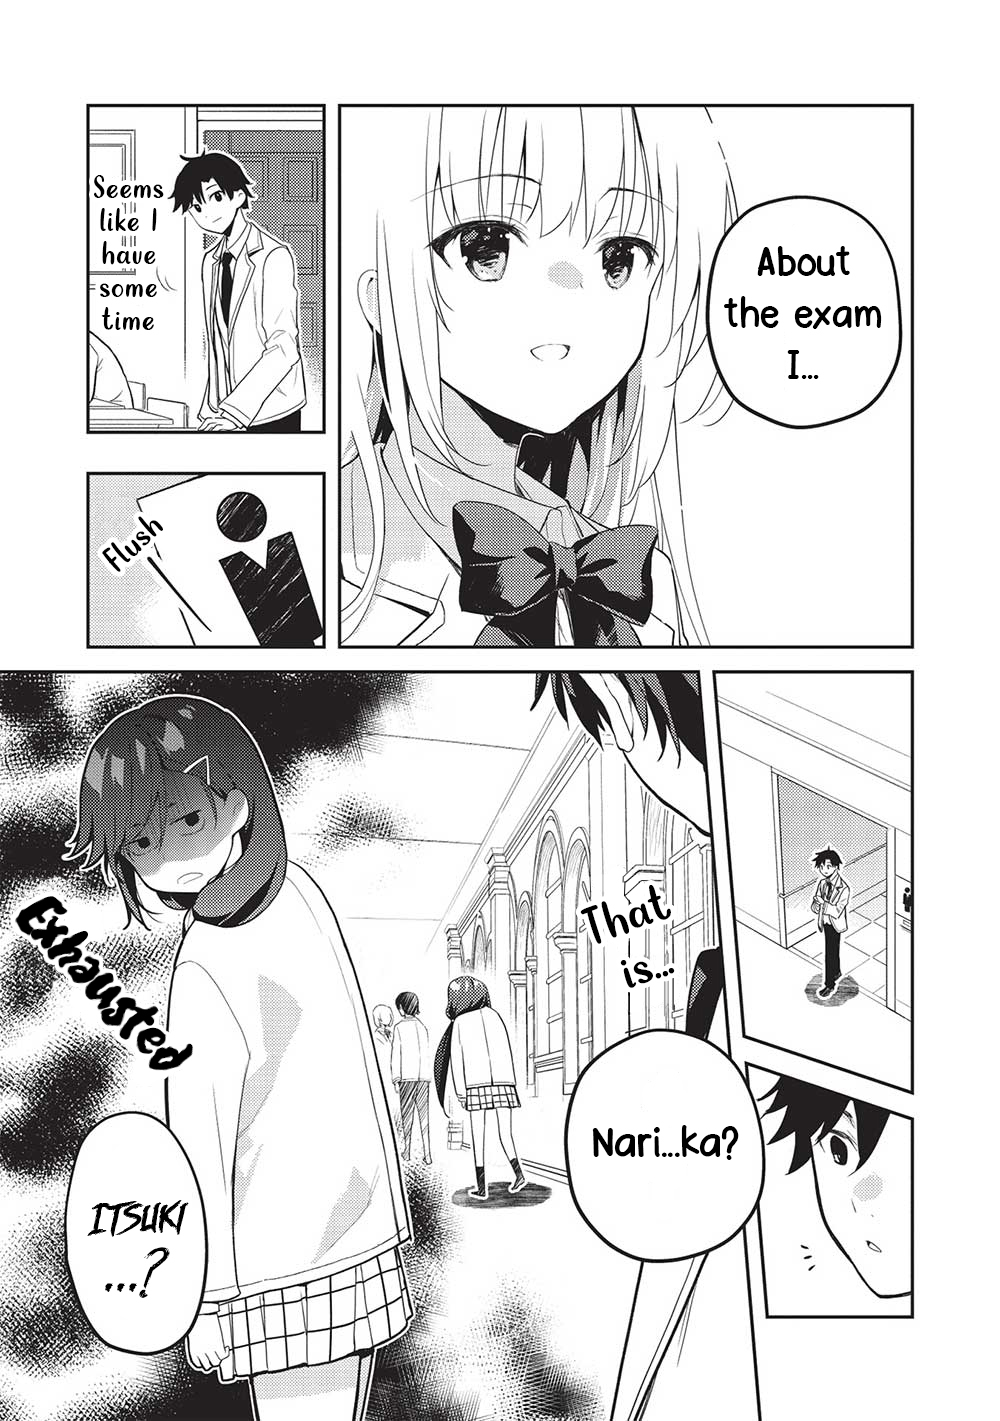 About
the exam
I...
Seems
like I
have
some
time
Flush
That
is...
Nari...ka?
Exhausted
ITSUKI
...?